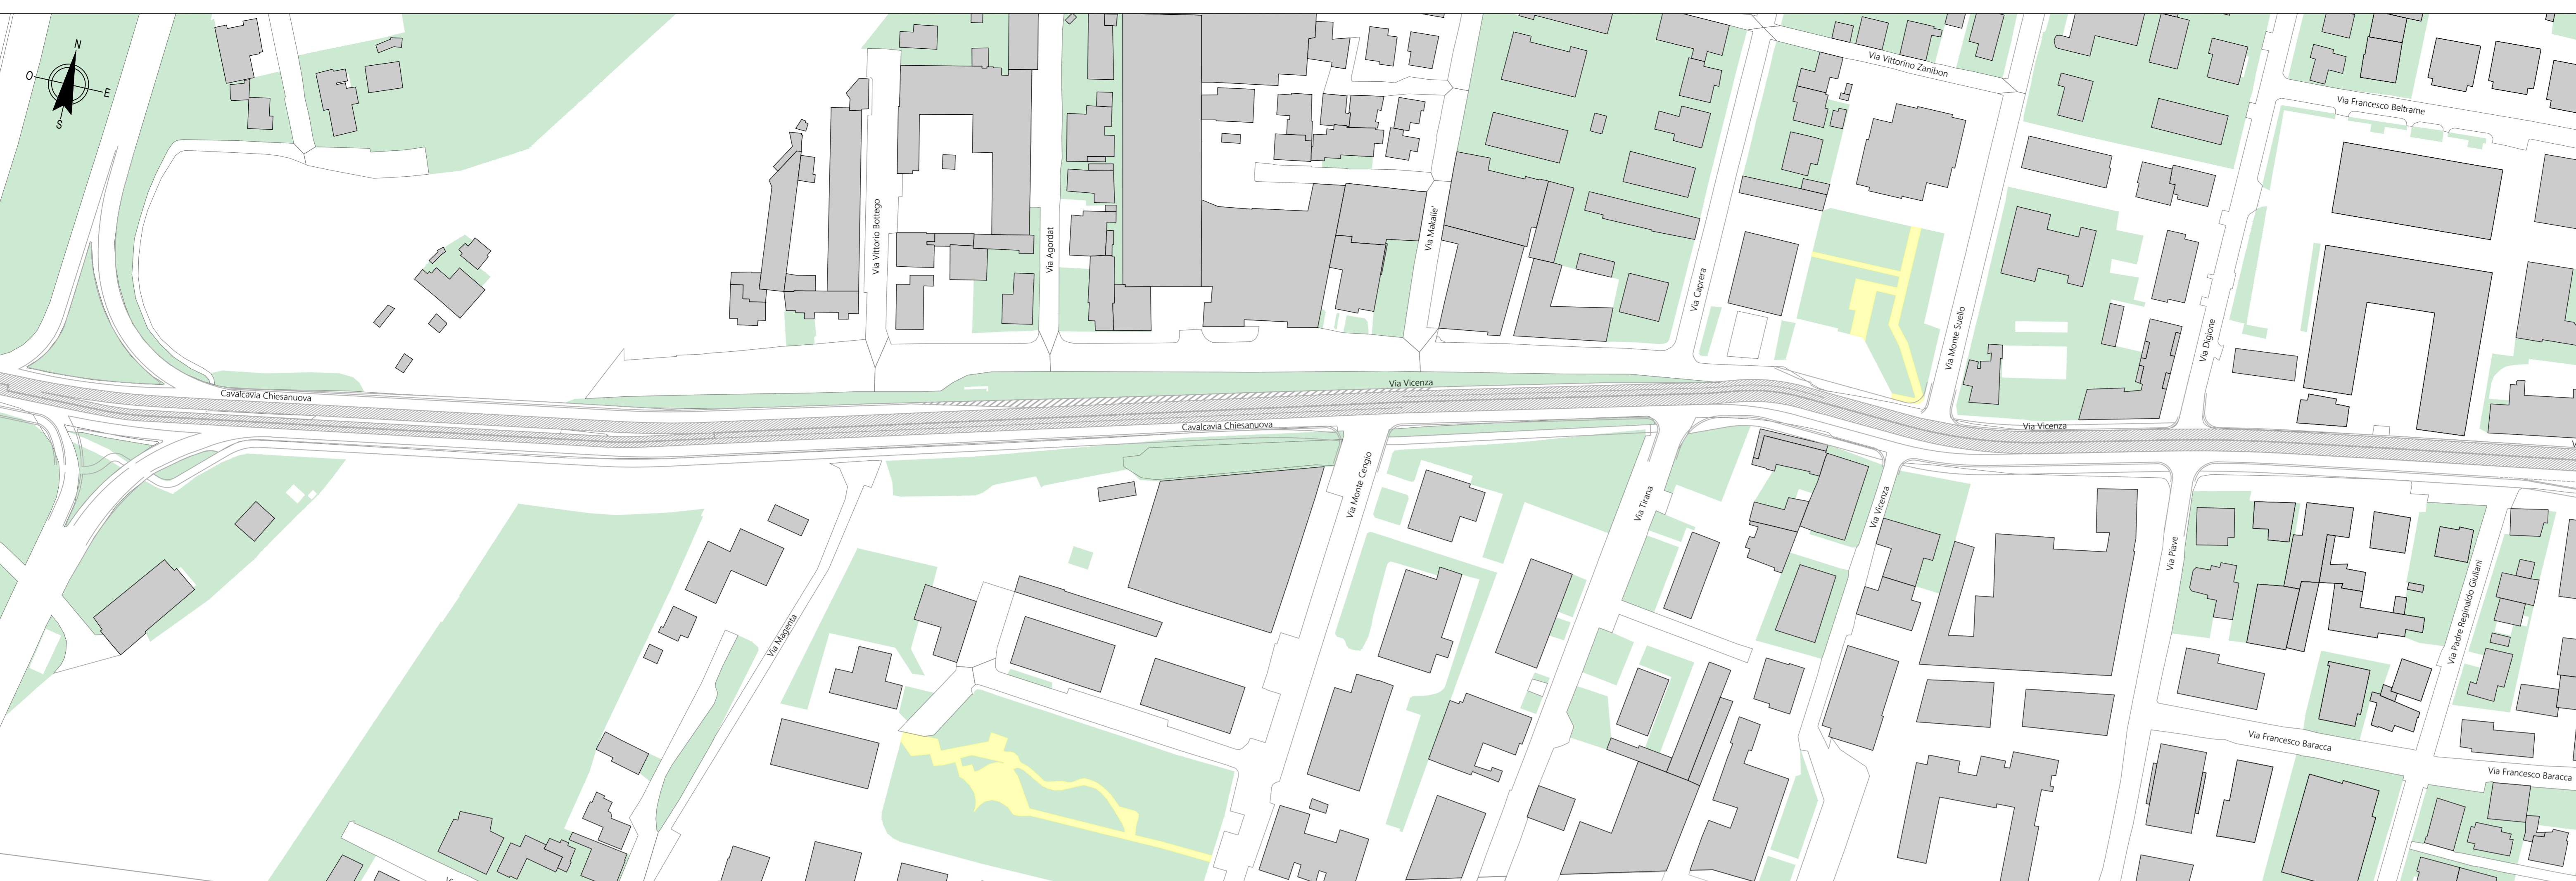 N
O
E
S
Via Vittorino Zanibon
Via Francesco Beltrame
Via Vittorio Bottego
Via Agordat
Via Makalle'
Via Caprera
Via Monte Suello
Via Digione
Via Vicenza
Cavalcavia Chiesanuova
Cavalcavia Chiesanuova
Via Vicenza
Via Monte Cengio
Via Tirana
Via Vicenza
Via Piave
Via Padre Reginaldo Giuliani
Via Magenta
Via Francesco Baracca
Via Francesco Baracca